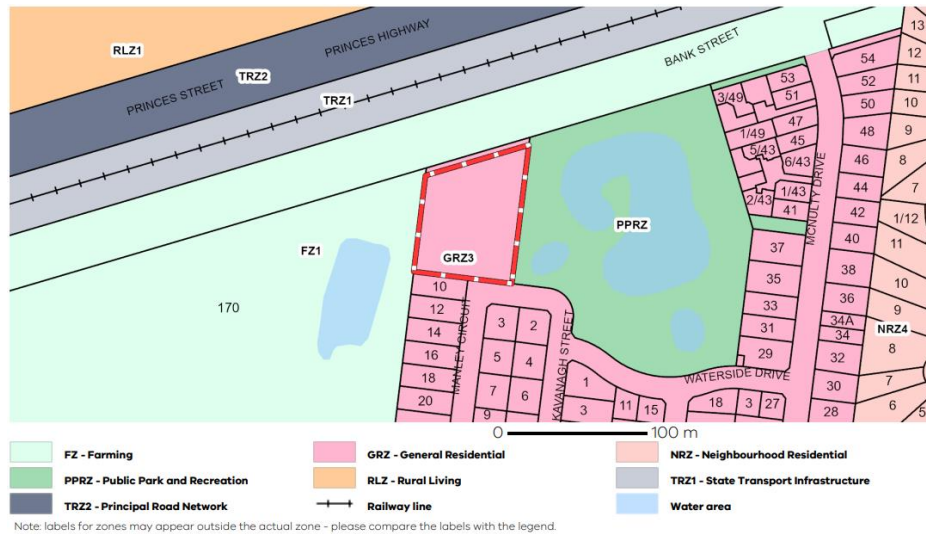 RLZ1
PRINCES HIGHWAY
PRINCES STREET
TRZ2
TRZ1
BANK STREET
3/49
53
51
1/49
47
45
5/43
6/43
2/43
1/43
41
MCNULTY DRIVE
54
52
50
48
46
44
42
40
38
36
34A
34
32
30
28
13
12
11
10
9
8
7
1/12
11
10
9
NRZ4
8
7
6
5
37
35
33
31
29
PPRZ
FZ1
170
GRZ3
10
12
14
16
18
20
MANLEY CIRCUIT
3
2
5
4
7
6
9
KAVANAGH STREET
1
3
11
15
WATERSIDE DRIVE
18
3
27
0
100 m
FZ - Farming
GRZ - General Residential
NRZ - Neighbourhood Residential
PPRZ - Public Park and Recreation
RLZ - Rural Living
TRZ1 - State Transport Infrastructure
TRZ2 - Principal Road Network
Railway line
Water area
Note: labels for zones may appear outside the actual zone - please compare the labels with the legend.